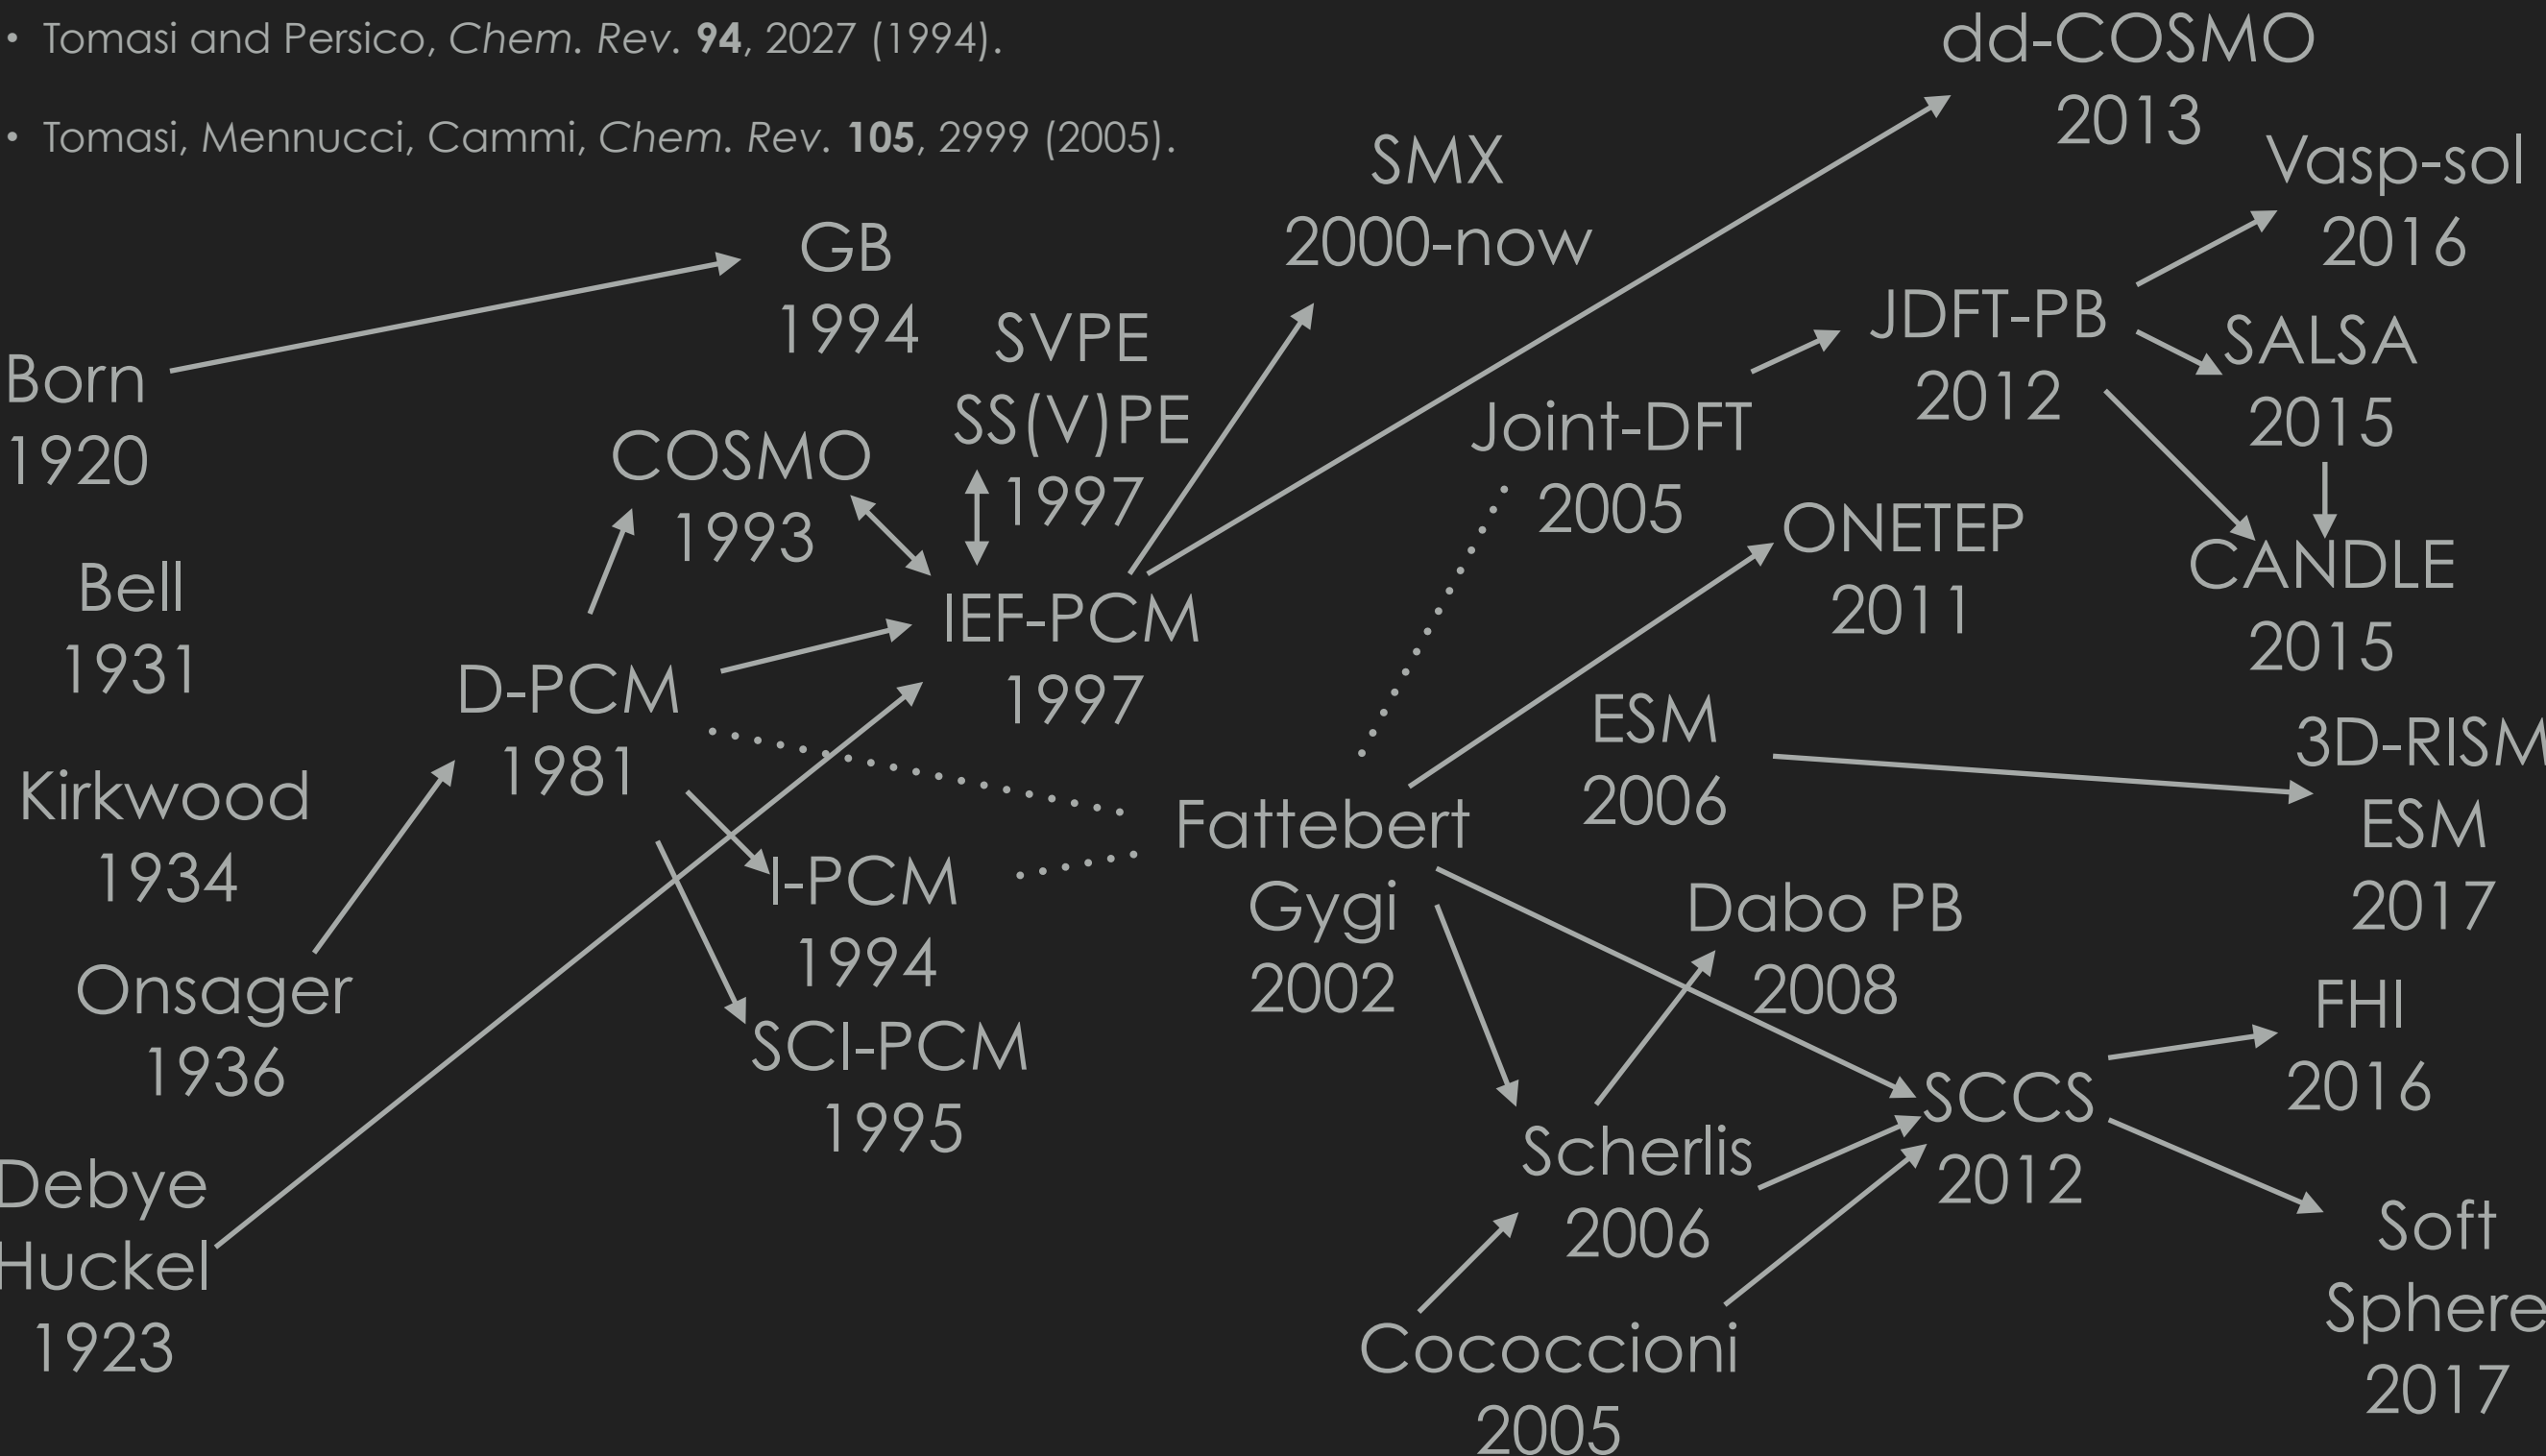 • Tomasi and Persico, Chem. Rev. 94, 2027 (1994).
• Tomasi, Mennucci, Cammi, Chem. Rev. 105, 2999 (2005).
dd-COSMO
2013
SMX
2000-now
Vasp-sol
2016
GB
1994
SVPE
SS(V)PE
1997
JDFT-PB
2012
SALSA
2015
Born
1920
COSMO
1993
Joint-DFT
2005
ONETEP
2011
CANDLE
2015
Bell
1931
IEF-PCM
1997
D-PCM
1981
ESM
2006
3D-RISM
ESM
2017
Kirkwood
1934
I-PCM
1994
Fattebert
Gygi
2002
Dabo PB
2008
Onsager
1936
SCI-PCM
1995
FHI
2016
SCCS
2012
Scherlis
2006
Debye
Huckel
1923
Soft
Sphere
2017
Cococcioni
2005